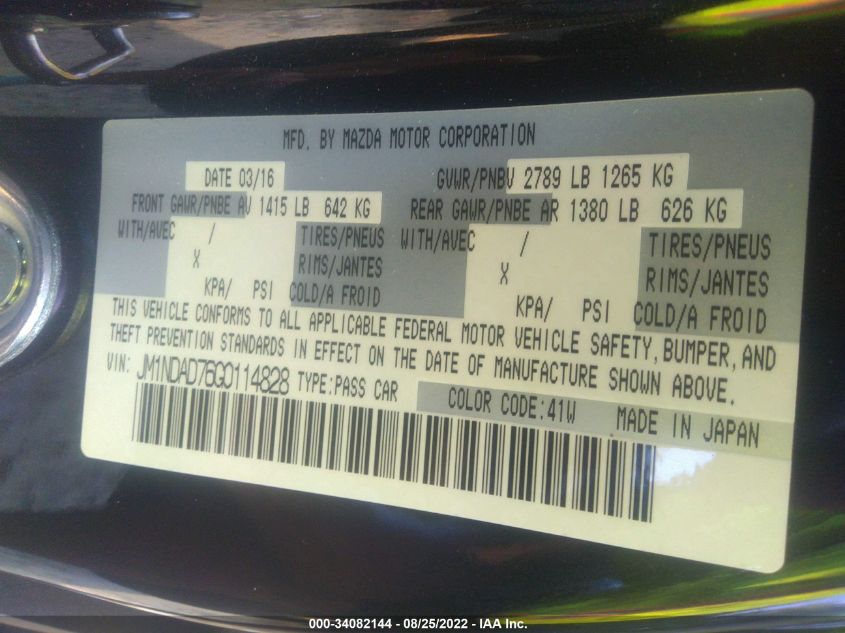 MFD. BY MAZDA MOTOR CORPORATION
DATE 03/16 GVWR/PNBV 2789 LB 1265 KG
FRONT GAWR/PNBE AV 1415 LB 642 KG REAR GAWR/PNBE AR 1380 LB 626 KG
WITH/AVEC / TIRES/PNEUS WITH/AVEC / TIRES/PNEUS
X RIMS/JANTES X RIMS/JANTES
KPA/ PSI COLD/A FROID KPA/ PSI COLD/A FROID
THIS VEHICLE CONFORMS TO ALL APPLICABLE FEDERAL MOTOR VEHICLE SAFETY, BUMPER, AND
THEFT PREVENTION STANDARDS IN EFFECT ON THE DATE OF MANUFACTURE SHOWN ABOVE.
VIN: JM1NDAD76G0114828 TYPE:PASS CAR COLOR CODE:41W MADE IN JAPAN
000-34082144 - 08/25/2022 - IAA Inc.